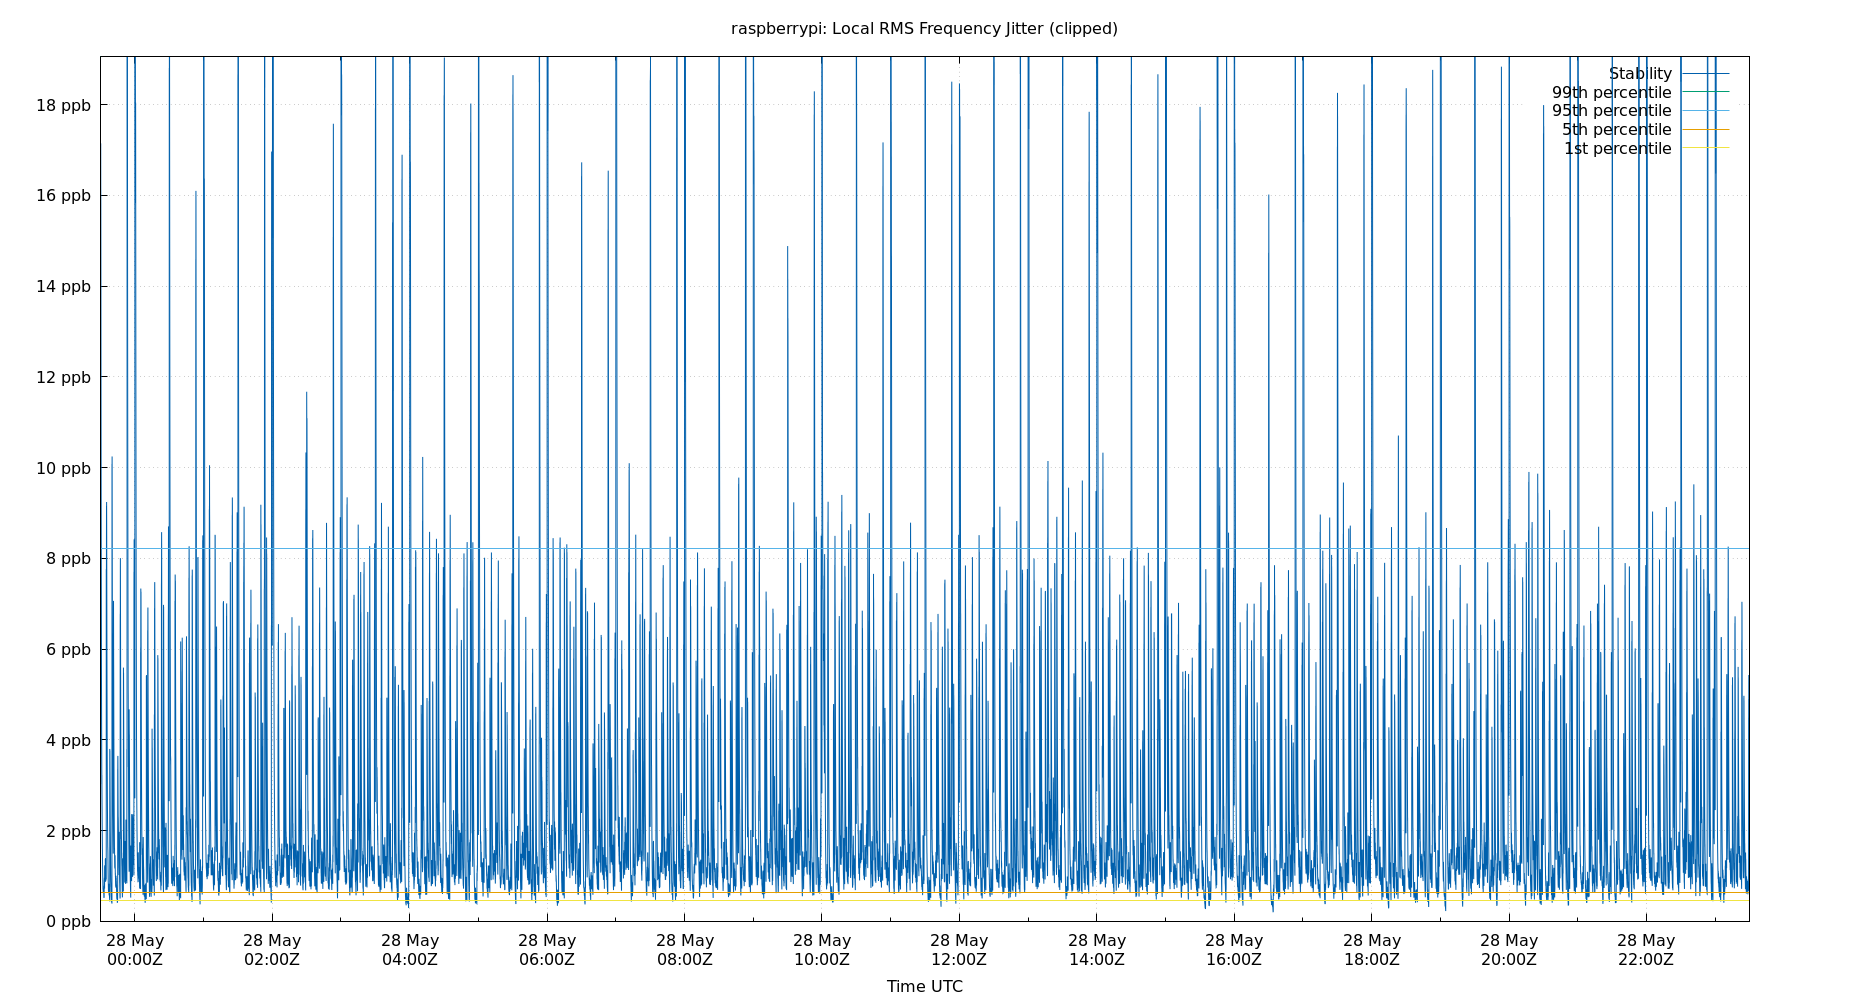 raspberrypi: Local RMS Frequency Jitter (clipped)
Stability
99th percentile
95th percentile
5th percentile
1st percentile
18 ppb
16 ppb
14 ppb
12 ppb
10 ppb
8 ppb
6 ppb
4 ppb
2 ppb
0 ppb
28 May 28 May 28 May 28 May 28 May 28 May 28 May 28 May 28 May 28 May 28 May 28 May
00:00Z 02:00Z 04:00Z 06:00Z 08:00Z 10:00Z 12:00Z 14:00Z 16:00Z 18:00Z 20:00Z 22:00Z
Time UTC